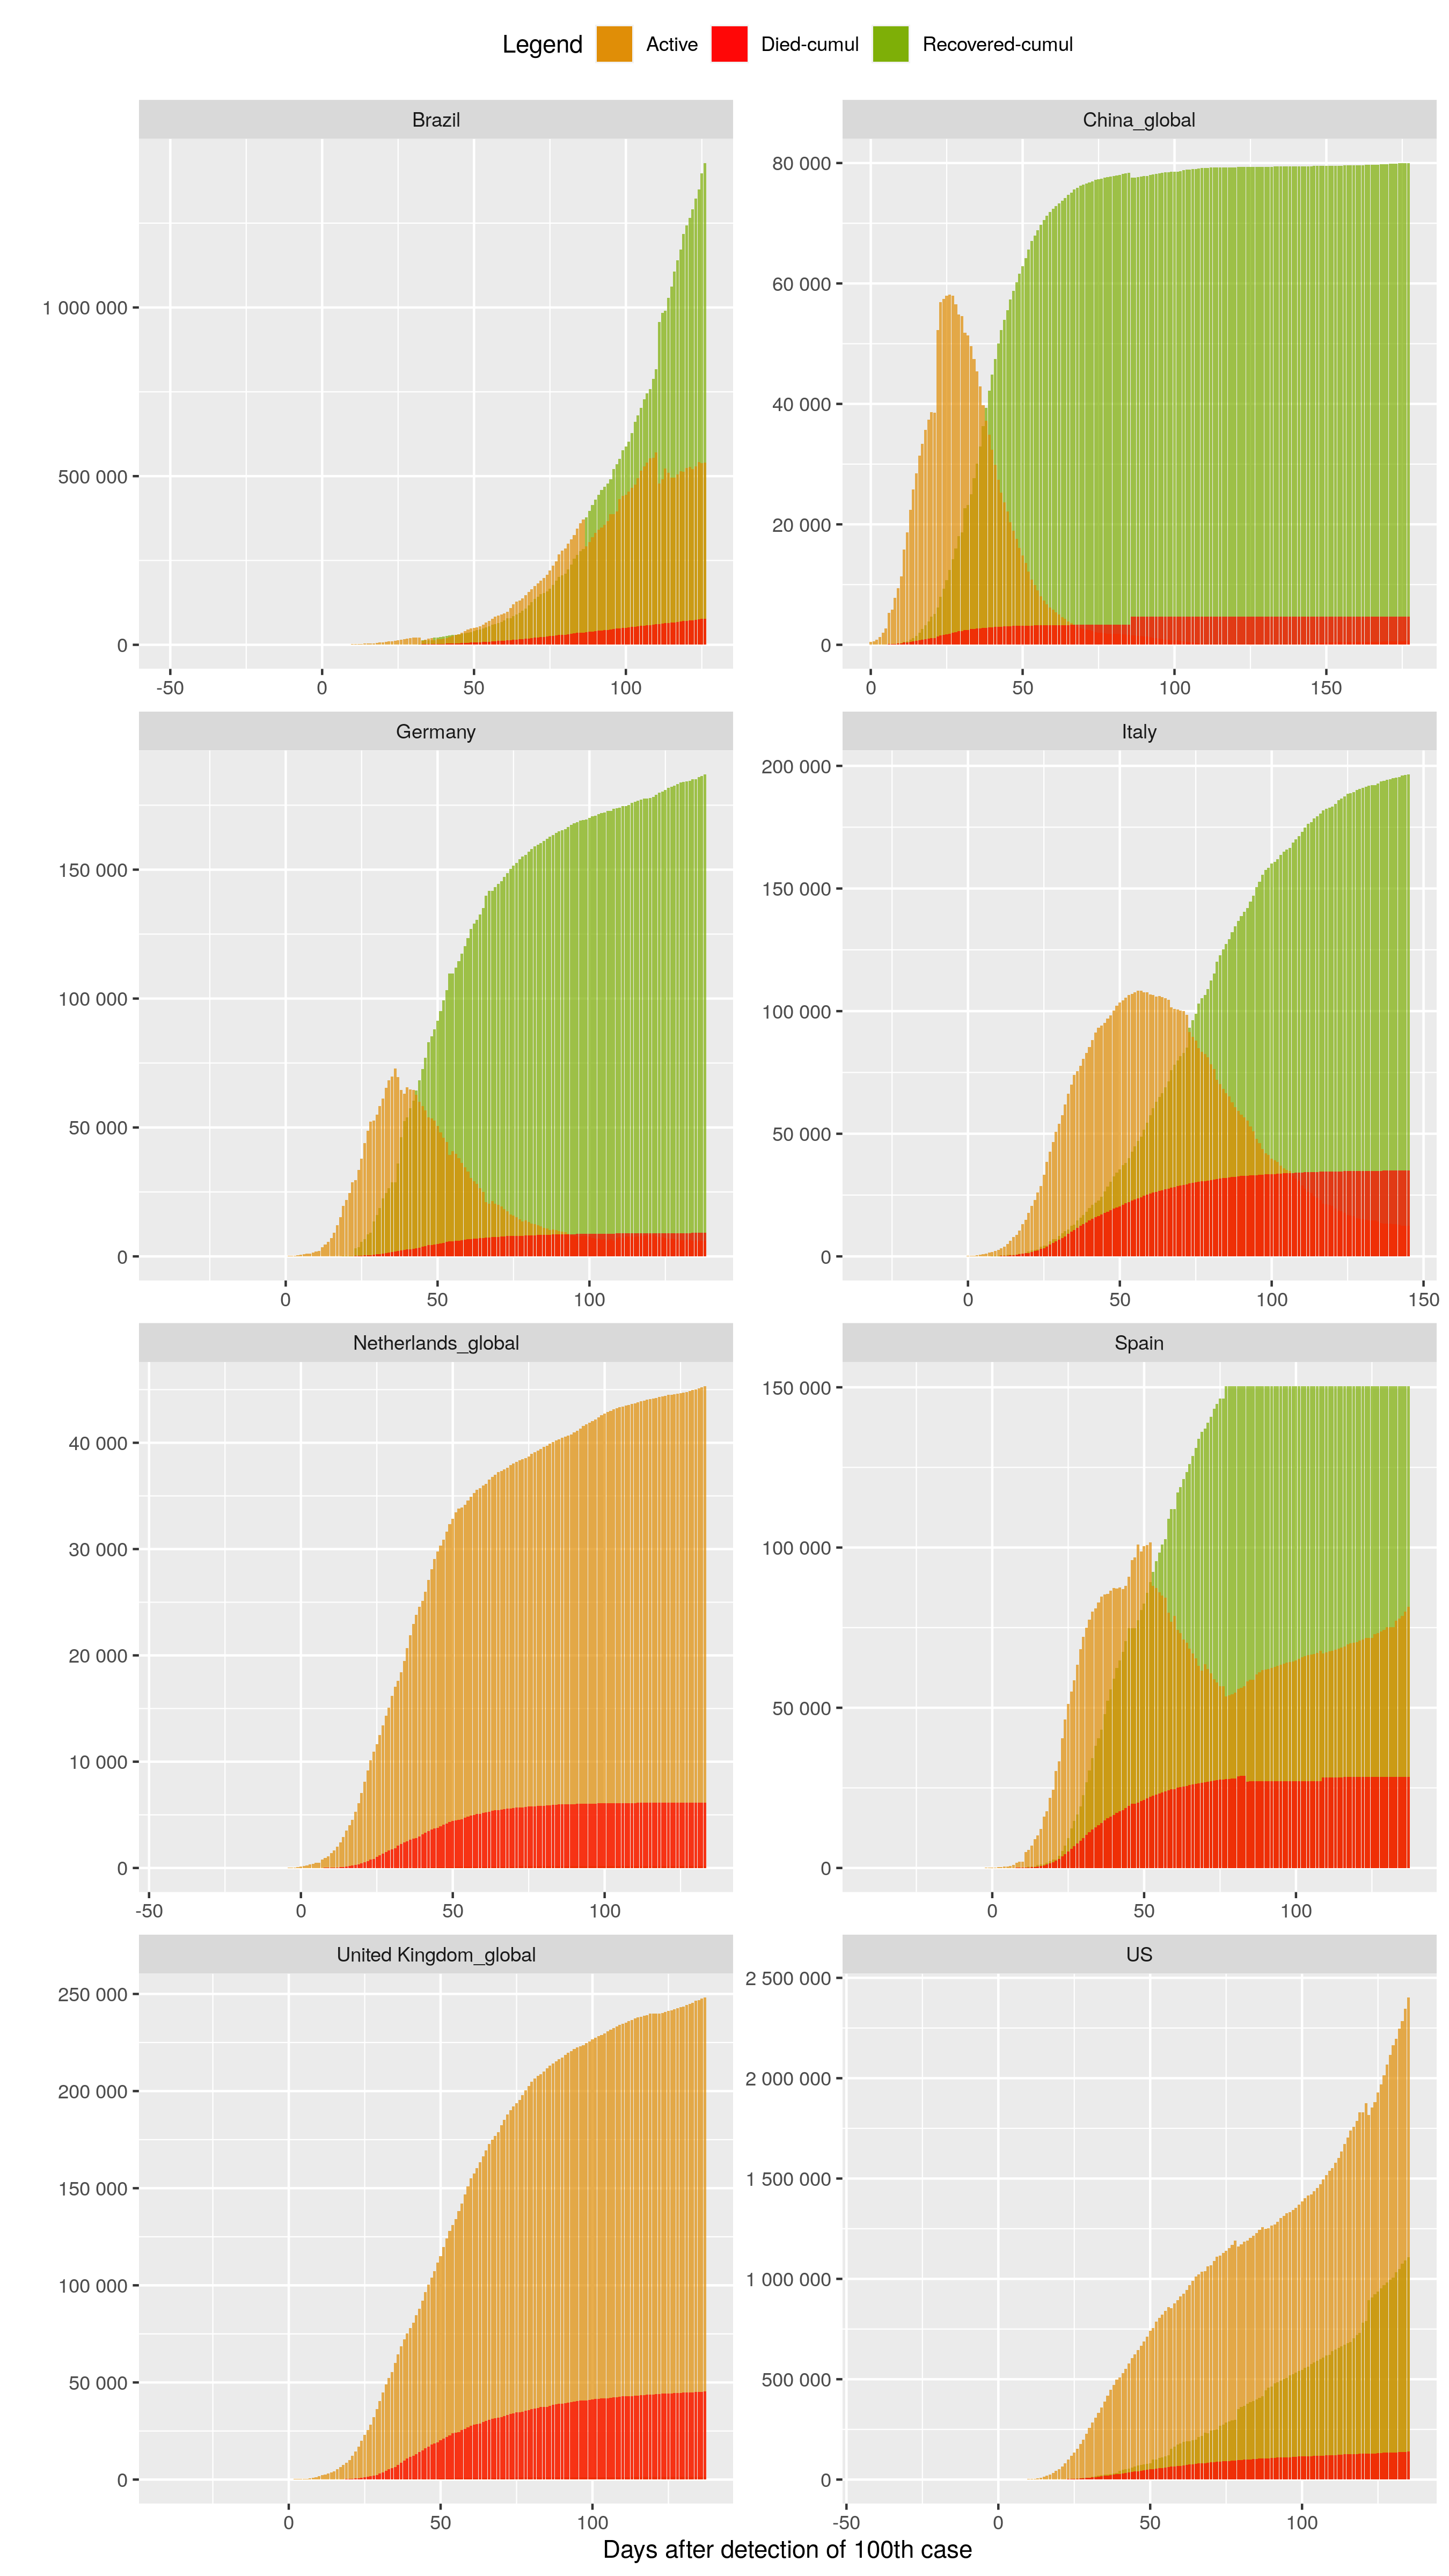 Legend Active Died-cumul Recovered-cumul
Brazil
1 000 000
500 000
0
-50 0 50 100
China_global
80 000
60 000
40 000
20 000
0
0 50 100 150
Germany
150 000
100 000
50 000
0
0 50 100
Italy
200 000
150 000
100 000
50 000
0
0 50 100 150
Netherlands_global
40 000
30 000
20 000
10 000
0
-50 0 50 100
Spain
150 000
100 000
50 000
0
0 50 100
United Kingdom_global
250 000
200 000
150 000
100 000
50 000
0
0 50 100
US
2 500 000
2 000 000
1 500 000
1 000 000
500 000
0
-50 0 50 100
Days after detection of 100th case